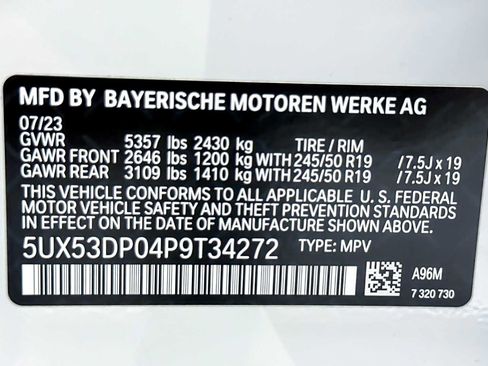 MFD BY BAYERISCHE MOTOREN WERKE AG
07/23
GVWR 5357 lbs 2430 kg TIRE / RIM
GAWR FRONT 2646 lbs 1200 kg WITH 245/50 R19 /7.5J x 19
GAWR REAR 3109 lbs 1410 kg WITH 245/50 R19 /7.5J x 19
THIS VEHICLE CONFORMS TO ALL APPLICABLE U. S. FEDERAL
MOTOR VEHICLE SAFETY, BUMPER AND THEFT PREVENTION STANDARDS
IN EFFECT ON THE DATE OF MANUFACTURE SHOWN ABOVE.
5UX53DP04P9T34272 TYPE: MPV
A96M
7 320 730